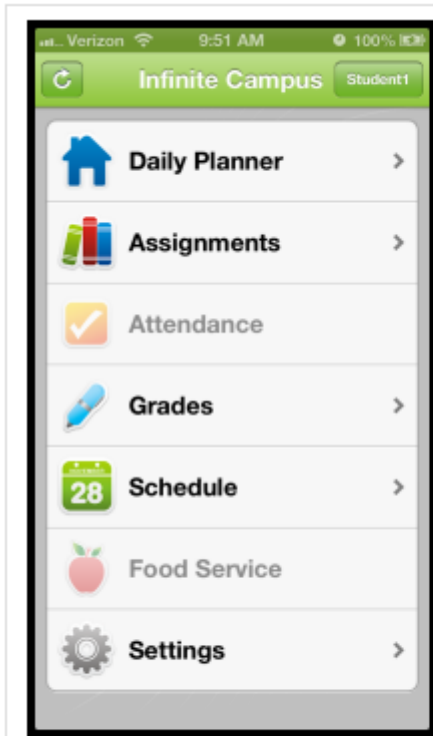 Verizon 9:51 AM 100%
Infinite Campus Student1
Daily Planner
Assignments
Attendance
Grades
28 Schedule
Food Service
Settings